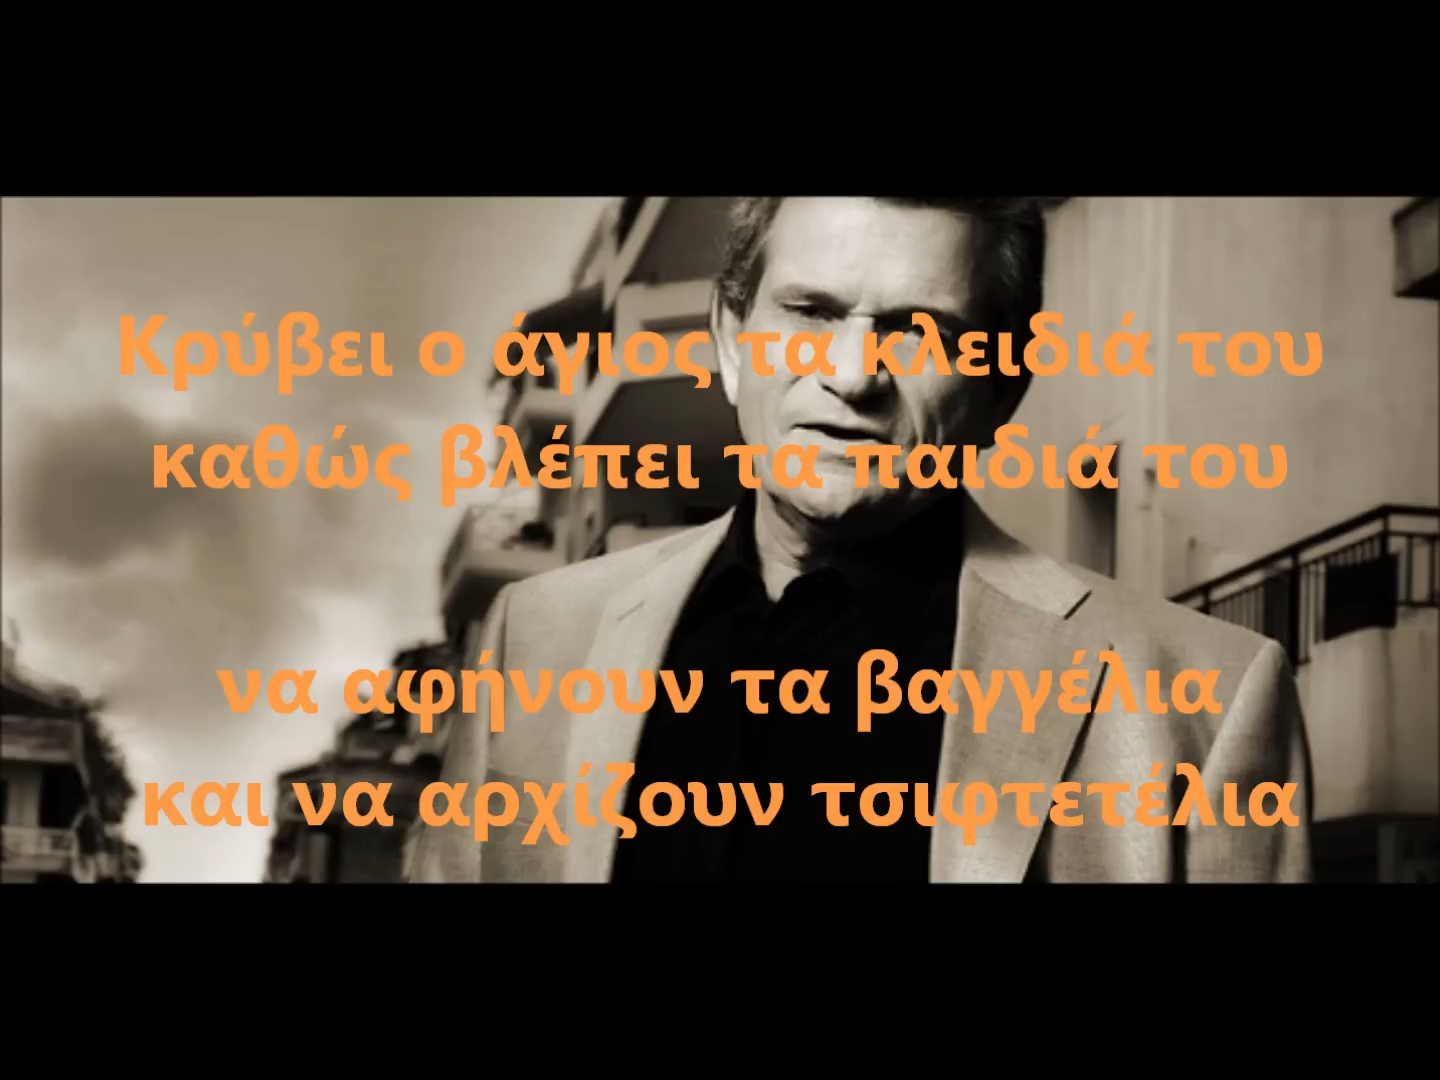 Κρύβει ο άγιος τα κλειδιά του
καθώς βλέπει τα παιδιά του
να αφήνουν τα βαγγέλια
και να αρχίζουν τσιφτετέλια